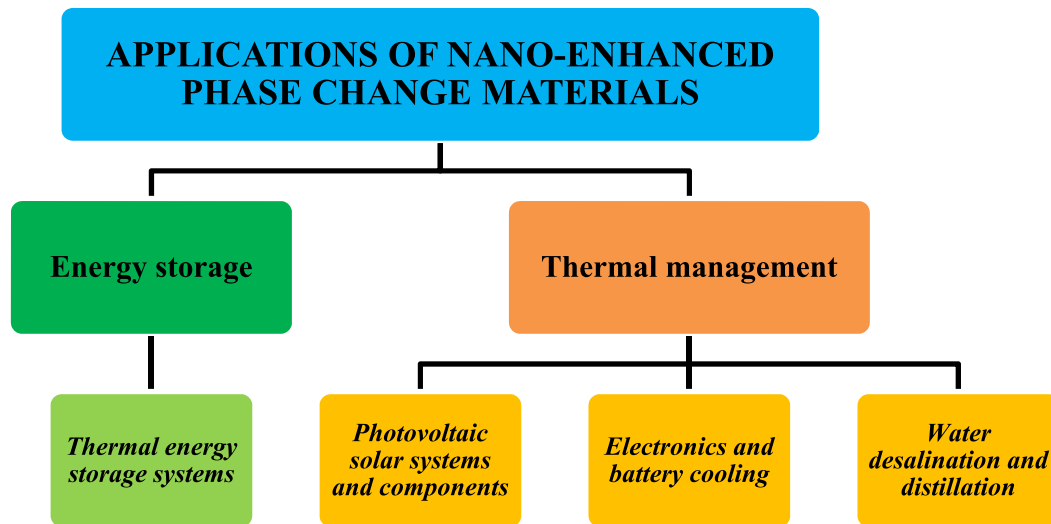 APPLICATIONS OF NANO-ENHANCED
PHASE CHANGE MATERIALS
Energy storage
Thermal management
Thermal energy
storage systems
Photovoltaic
solar systems
and components
Electronics and
battery cooling
Water
desalination and
distillation